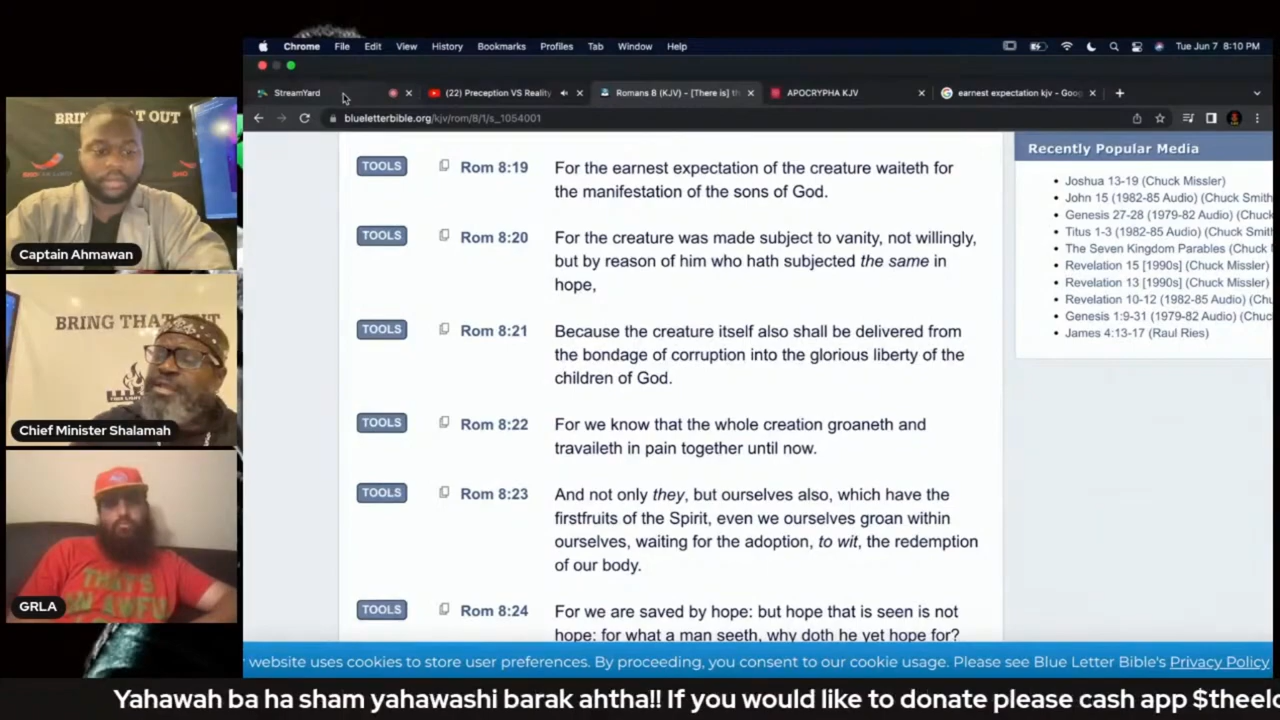 Chrome File Edit View History Bookmarks Profiles Tab Window Help Tue Jun 7 8:10 PM
StreamYard (22) Preception VS Reality Romans 8 (KJV) - [There is] th APOCRYPHA KJV earnest expectation kjv - Goog
blueletterbible.org/kjv/rom/8/1/s_1054001
BRING OUT
Captain Ahmawan
BRING THAT OUT
Chief Minister Shalamah
THAT'S
AWFUL
GRLA
TOOLS Rom 8:19 For the earnest expectation of the creature waiteth for
the manifestation of the sons of God.
TOOLS Rom 8:20 For the creature was made subject to vanity, not willingly,
but by reason of him who hath subjected the same in
hope,
TOOLS Rom 8:21 Because the creature itself also shall be delivered from
the bondage of corruption into the glorious liberty of the
children of God.
TOOLS Rom 8:22 For we know that the whole creation groaneth and
travaileth in pain together until now.
TOOLS Rom 8:23 And not only they, but ourselves also, which have the
firstfruits of the Spirit, even we ourselves groan within
ourselves, waiting for the adoption, to wit, the redemption
of our body.
TOOLS Rom 8:24 For we are saved by hope: but hope that is seen is not
hope: for what a man seeth, why doth he yet hope for?
Recently Popular Media
Joshua 13-19 (Chuck Missler)
John 15 (1982-85 Audio) (Chuck Smith
Genesis 27-28 (1979-82 Audio) (Chuck
Titus 1-3 (1982-85 Audio) (Chuck Smith
The Seven Kingdom Parables (Chuck
Revelation 15 [1990s] (Chuck Missler)
Revelation 13 [1990s] (Chuck Missler)
Revelation 10-12 (1982-85 Audio) (Chu
Genesis 1:9-31 (1979-82 Audio) (Chuc
James 4:13-17 (Raul Ries)
website uses cookies to store user preferences. By proceeding, you consent to our cookie usage. Please see Blue Letter Bible's Privacy Policy
Yahawah ba ha sham yahawashi barak ahtha!! If you would like to donate please cash app $theelo